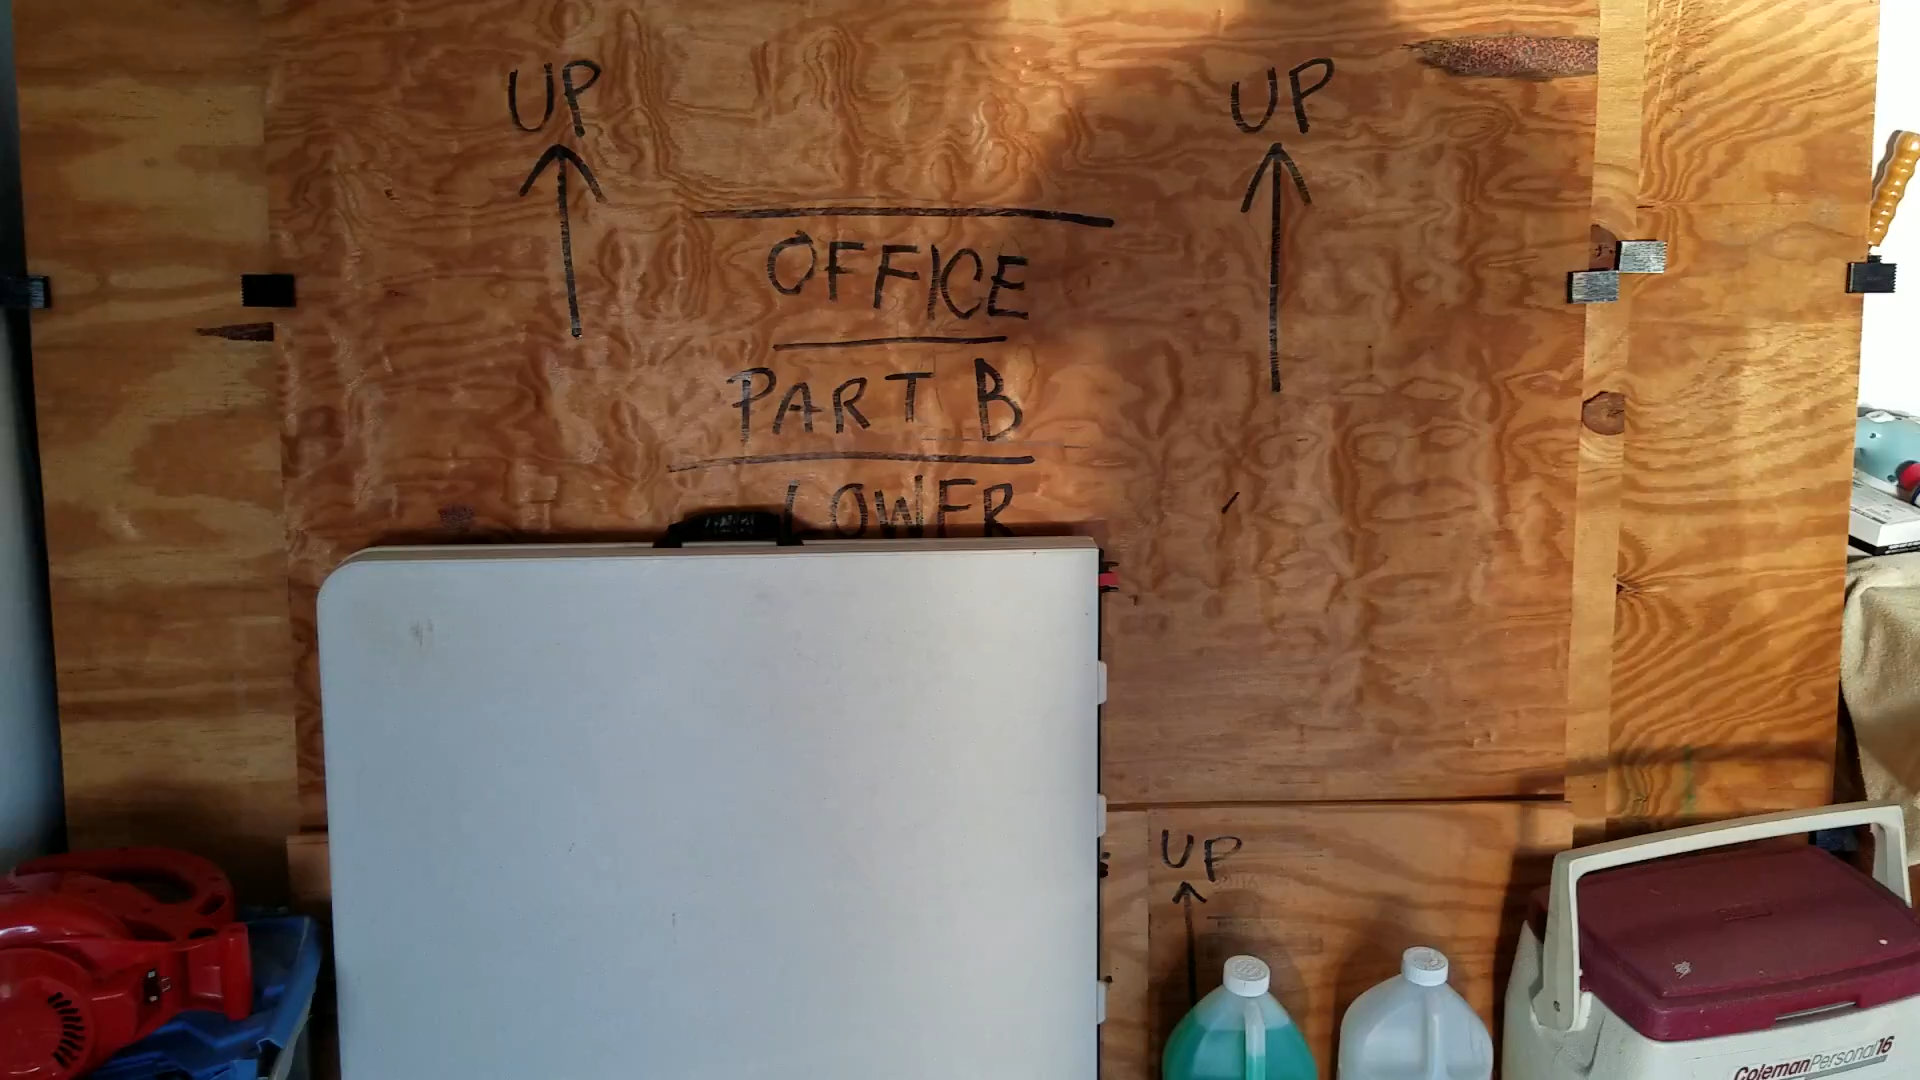 UP UP
OFFICE
PART B
LOWER
UP
ColemanPersonal16